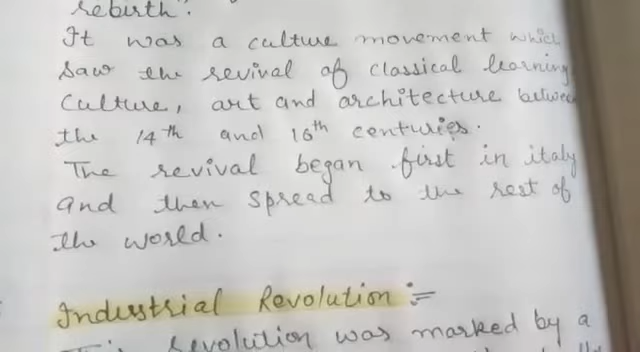 rebirth".
It was a culture movement which
saw the revival of classical learning,
culture, art and architecture between
the 14th and 16th centuries.
The revival began first in italy
and then spread to the rest of
the world.
Industrial Revolution :=
revolution was marked by a